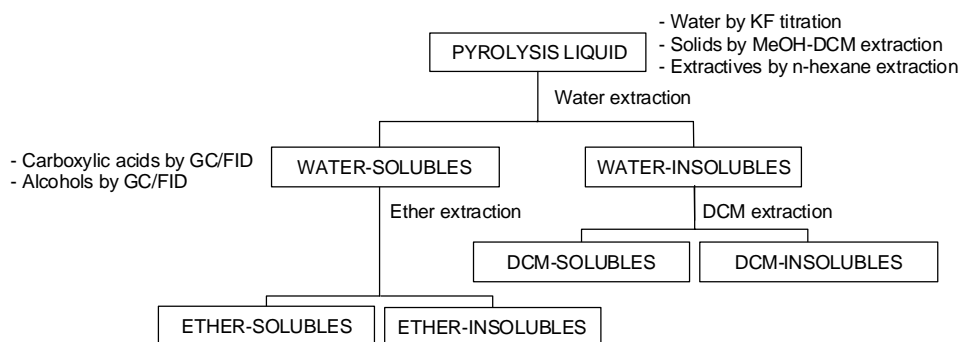 - Water by KF titration
PYROLYSIS LIQUID
- Solids by MeOH-DCM extraction
- Extractives by n-hexane extraction
Water extraction
- Carboxylic acids by GC/FID
- Alcohols by GC/FID
WATER-SOLUBLES
WATER-INSOLUBLES
Ether extraction
DCM extraction
DCM-SOLUBLES
DCM-INSOLUBLES
ETHER-SOLUBLES
ETHER-INSOLUBLES